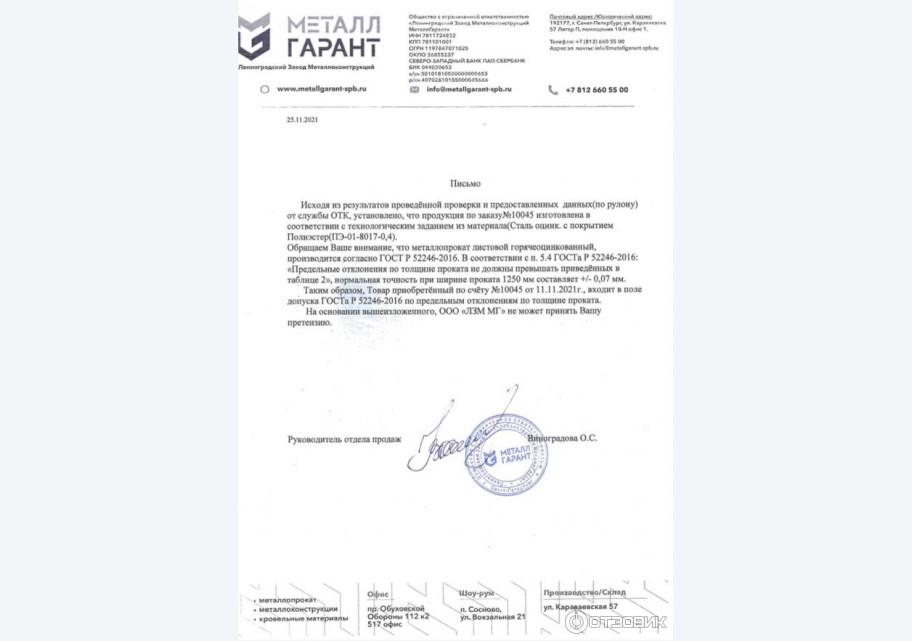 МЕТАЛЛ
ГАРАНТ
Ленинградский Завод Металлоконструкций
Общество с ограниченной ответственностью
«Ленинградский Завод Металлоконструкций
МеталлГарант»
ИНН 7811724832
КПП 781101001
ОГРН 1197847071025
ОКПО 36855237
СЕВЕРО-ЗАПАДНЫЙ БАНК ПАО СБЕРБАНК
БИК 044030653
к/сч 30101810500000000653
р/сч 40702810155000045666
Почтовый адрес /Юридический адрес:
192177, г. Санкт-Петербург, ул. Караваевская
57 Литер П, помещение 10-Н офис 1.
Телефон: +7 (812) 660 55 00
Адрес эл. почты: info@metallgarant-spb.ru
www.metallgarant-spb.ru
info@metallgarant-spb.ru
+7 812 660 55 00
25.11.2021
Письмо
Исходя из результатов проведённой проверки и предоставленных данных(по рулону)
от службы ОТК, установлено, что продукция по заказу№10045 изготовлена в
соответствии с технологическим заданием из материала(Сталь оцинк. с покрытием
Полиэстер(ПЭ-01-8017-0,4).
Обращаем Ваше внимание, что металлопрокат листовой горячеоцинкованный,
производится согласно ГОСТ Р 52246-2016. В соответствии с п. 5.4 ГОСТа Р 52246-2016:
«Предельные отклонения по толщине проката не должны превышать приведённых в
таблице 2», нормальная точность при ширине проката 1250 мм составляет +/- 0,07 мм.
Таким образом, Товар приобретённый по счёту №10045 от 11.11.2021г., входит в поле
допуска ГОСТа Р 52246-2016 по предельным отклонениям по толщине проката.
На основании вышеизложенного, ООО «ЛЗМ МГ» не может принять Вашу
претензию.
Руководитель отдела продаж
Виноградова О.С.
МЕТАЛЛ
ГАРАНТ
• металлопрокат
• металлоконструкции
• кровельные материалы
Офис
пр. Обуховской
Обороны 112 к2
517 офис
Шоу-рум
п. Сосново,
ул. Вокзальная 21
Производство/Склад
ул. Караваевская 57
ОТЗОВИК